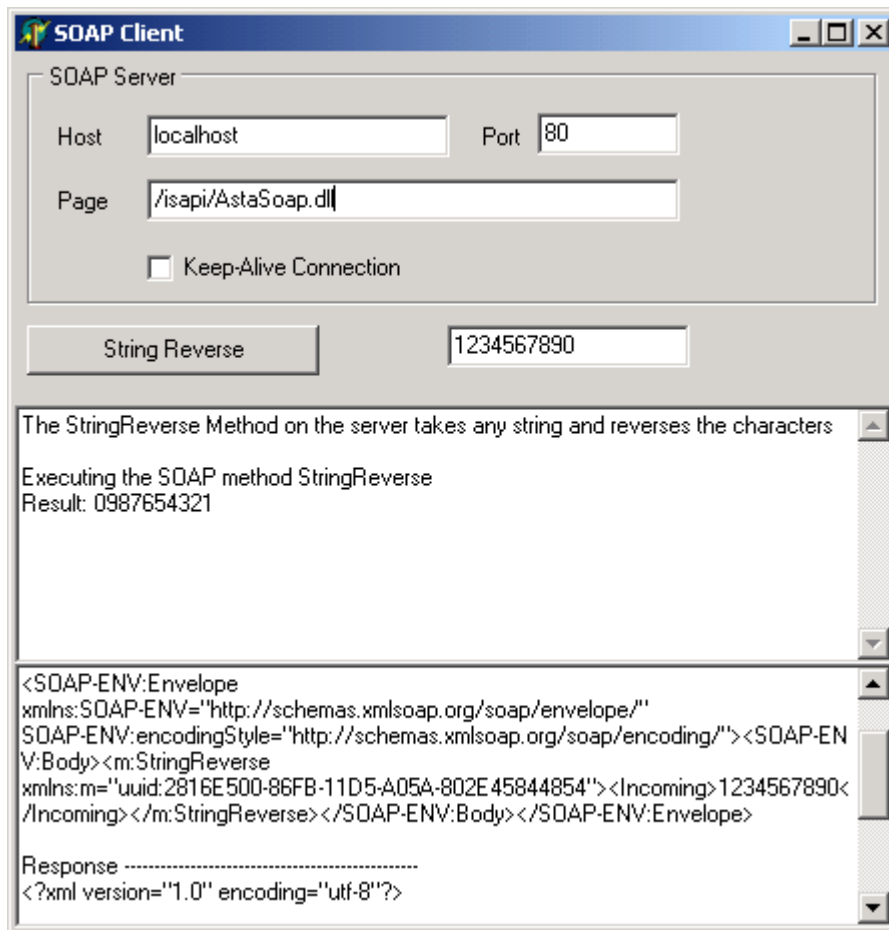 SOAP Client
SOAP Server
Host localhost Port 80
Page /isapi/AstaSoap.dll
Keep-Alive Connection
String Reverse 1234567890
The StringReverse Method on the server takes any string and reverses the characters
Executing the SOAP method StringReverse
Result: 0987654321
<SOAP-ENV:Envelope
xmlns:SOAP-ENV="http://schemas.xmlsoap.org/soap/envelope/"
SOAP-ENV:encodingStyle="http://schemas.xmlsoap.org/soap/encoding/"><SOAP-EN
V:Body><m:StringReverse
xmlns:m="uuid:2816E500-86FB-11D5-A05A-802E45844854"><Incoming>1234567890<
/Incoming></m:StringReverse></SOAP-ENV:Body></SOAP-ENV:Envelope>
Response -------------------------------------------------
<?xml version="1.0" encoding="utf-8"?>